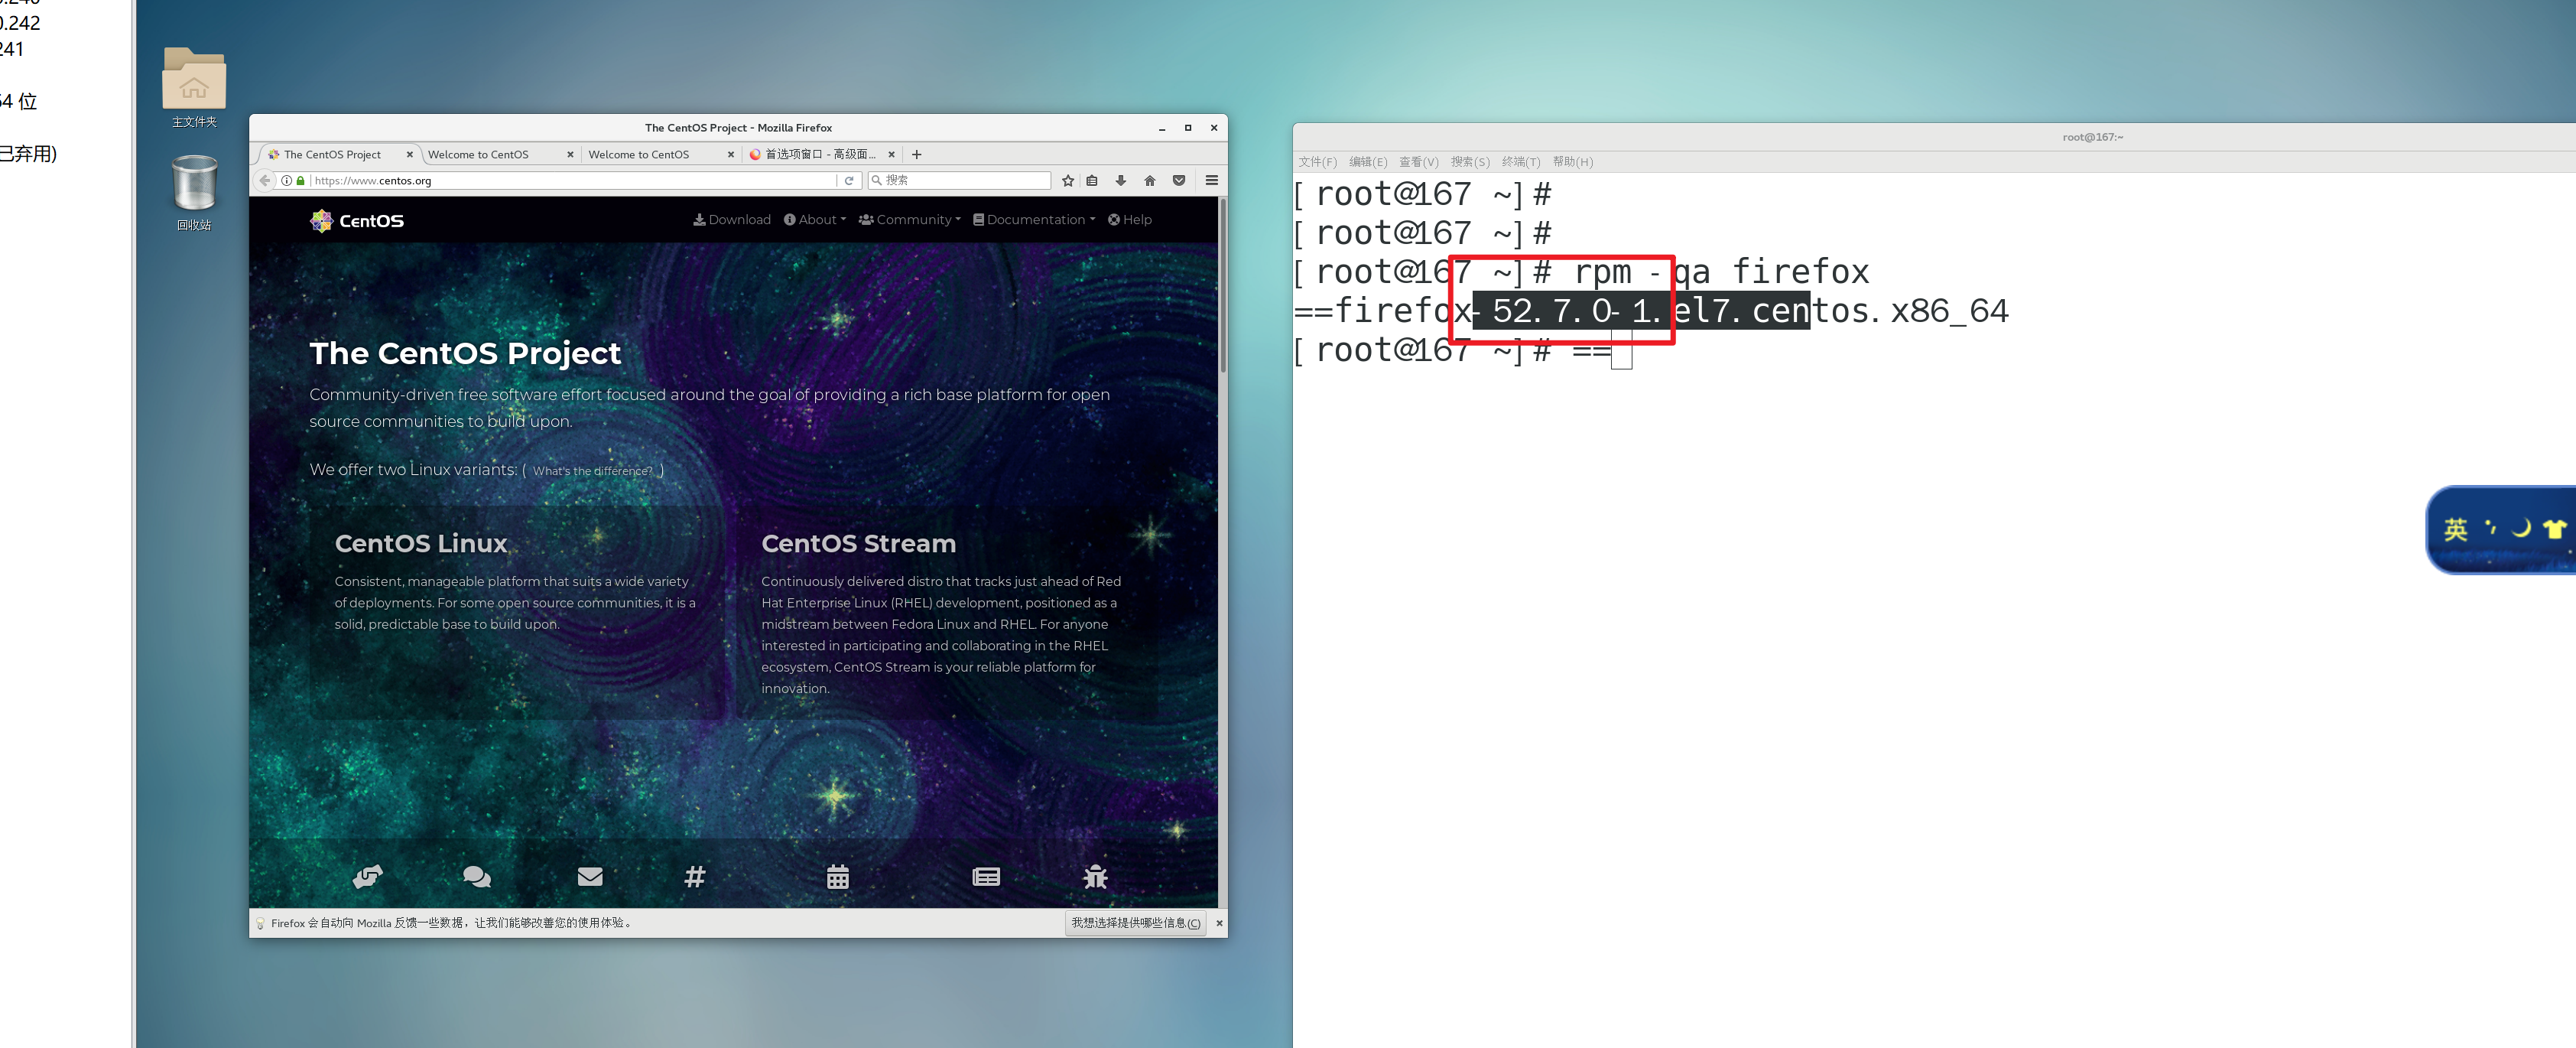 0.242
241
64 位
已弃用)
主文件夹
回收站
The CentOS Project - Mozilla Firefox
The CentOS Project
Welcome to CentOS
Welcome to CentOS
首选项窗口 - 高级面...
https://www.centos.org
搜索
CentOS
Download
About
Community
Documentation
Help
The CentOS Project
Community-driven free software effort focused around the goal of providing a rich base platform for open
source communities to build upon.
We offer two Linux variants: ( What's the difference? )
CentOS Linux
Consistent, manageable platform that suits a wide variety
of deployments. For some open source communities, it is a
solid, predictable base to build upon.
CentOS Stream
Continuously delivered distro that tracks just ahead of Red
Hat Enterprise Linux (RHEL) development, positioned as a
midstream between Fedora Linux and RHEL. For anyone
interested in participating and collaborating in the RHEL
ecosystem, CentOS Stream is your reliable platform for
innovation.
Firefox 会自动向 Mozilla 反馈一些数据，让我们能够改善您的使用体验。
我想选择提供哪些信息(C)
root@167:~
文件(F) 编辑(E) 查看(V) 搜索(S) 终端(T) 帮助(H)
[root@167 ~]#
[root@167 ~]#
[root@167 ~]# rpm -qa firefox
==firefox-52.7.0-1.el7.centos.x86_64
[root@167 ~]# ==
英